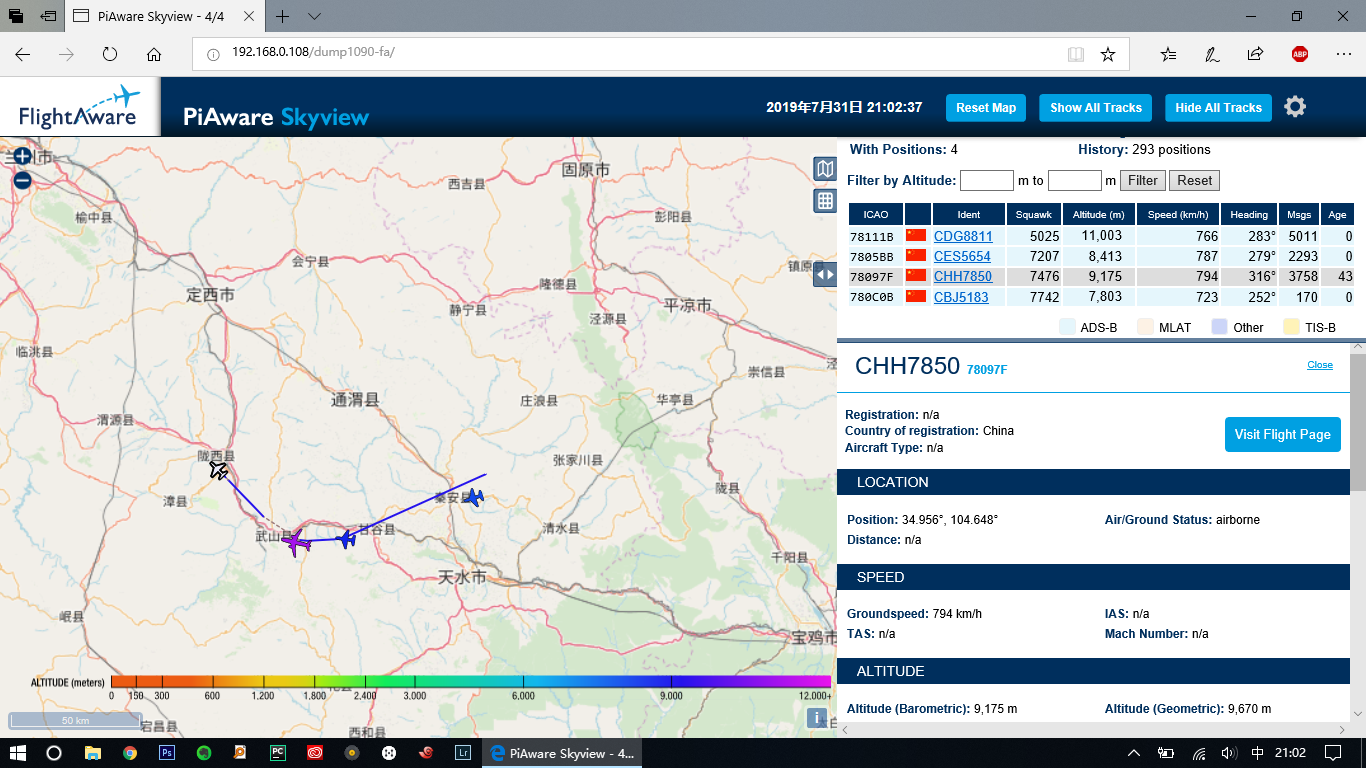 PiAware Skyview - 4/4
192.168.0.108/dump1090-fa/
ABP
FlightAware
PiAware Skyview
2019年7月31日 21:02:37
Reset Map
Show All Tracks
Hide All Tracks
With Positions: 4 History: 293 positions
Filter by Altitude: m to m Filter Reset
ICAO Ident Squawk Altitude (m) Speed (km/h) Heading Msgs Age
78111B CDG8811 5025 11,003 766 283° 5011 0
7805BB CES5654 7207 8,413 787 279° 2293 0
78097F CHH7850 7476 9,175 794 316° 3758 43
780C0B CBJ5183 7742 7,803 723 252° 170 0
ADS-B MLAT Other TIS-B
CHH7850 78097F Close
Registration: n/a
Country of registration: China
Aircraft Type: n/a
Visit Flight Page
LOCATION
Position: 34.956°, 104.648° Air/Ground Status: airborne
Distance: n/a
SPEED
Groundspeed: 794 km/h IAS: n/a
TAS: n/a Mach Number: n/a
ALTITUDE
Altitude (Barometric): 9,175 m Altitude (Geometric): 9,670 m
固原市
西吉县
榆中县
彭阳县
会宁县
镇原县
定西市
隆德县
平凉市
静宁县
泾源县
临洮县
崇信县
通渭县
庄浪县
华亭县
渭源县
陇西县
张家川县
陇县
漳县
秦安县
清水县
武山县
甘谷县
千阳县
天水市
岷县
宝鸡市
ALTITUDE (meters)
0 150 300 600 1,200 1,800 2,400 3,000 6,000 9,000 12,000+
50 km
i
宕昌县
西和县
太白
Ps
PC
Lr
PiAware Skyview - 4...
中
21:02